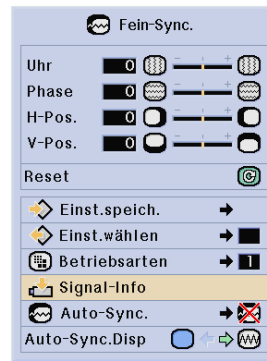 Fein-Sync.
Uhr 0
Phase 0
H-Pos. 0
V-Pos. 0
Reset
Einst.speich.
Einst.wählen
Betriebsarten 1
Signal-Info
Auto-Sync.
Auto-Sync.Disp